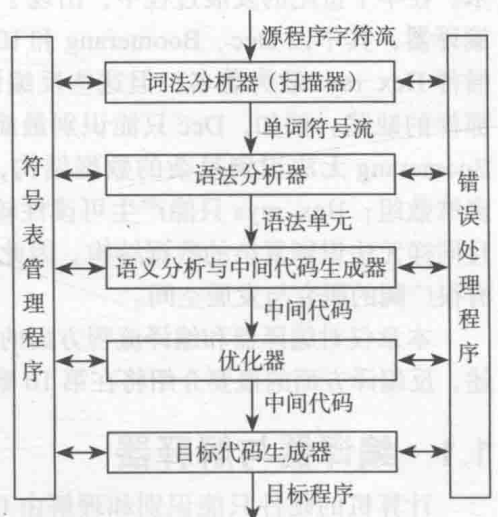 源程序字符流
词法分析器（扫描器）
单词符号流
语法分析器
语法单元
语义分析与中间代码生成器
中间代码
优化器
中间代码
目标代码生成器
目标程序
符号表管理程序
错误处理程序